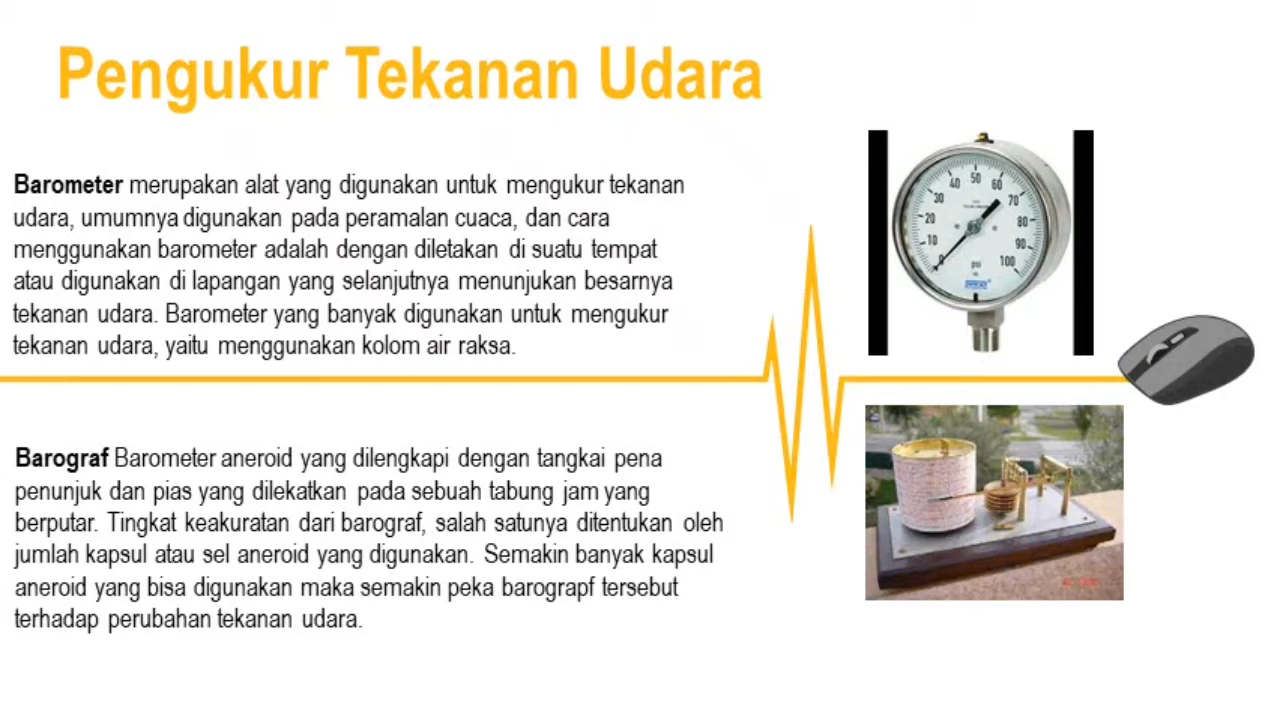 Pengukur Tekanan Udara
Barometer merupakan alat yang digunakan untuk mengukur tekanan
udara, umumnya digunakan pada peramalan cuaca, dan cara
menggunakan barometer adalah dengan diletakan di suatu tempat
atau digunakan di lapangan yang selanjutnya menunjukan besarnya
tekanan udara. Barometer yang banyak digunakan untuk mengukur
tekanan udara, yaitu menggunakan kolom air raksa.
0 10 20 30 40 50 60 70 80 90 100
psi
Barograf Barometer aneroid yang dilengkapi dengan tangkai pena
penunjuk dan pias yang dilekatkan pada sebuah tabung jam yang
berputar. Tingkat keakuratan dari barograf, salah satunya ditentukan oleh
jumlah kapsul atau sel aneroid yang digunakan. Semakin banyak kapsul
aneroid yang bisa digunakan maka semakin peka barograpf tersebut
terhadap perubahan tekanan udara.